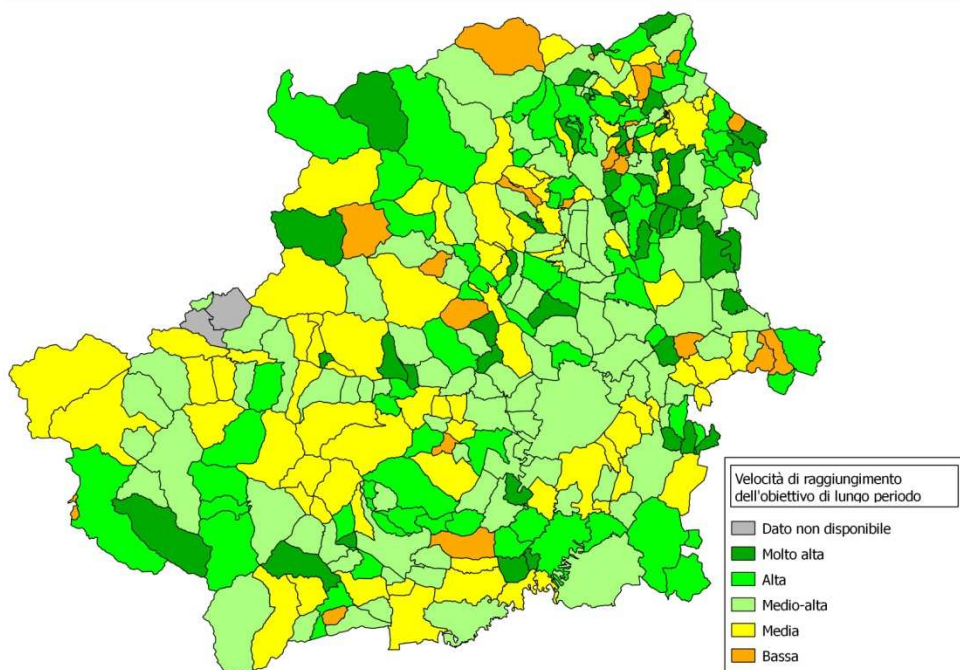 Velocità di raggiungimento
dell'obiettivo di lungo periodo
Dato non disponibile
Molto alta
Alta
Medio-alta
Media
Bassa